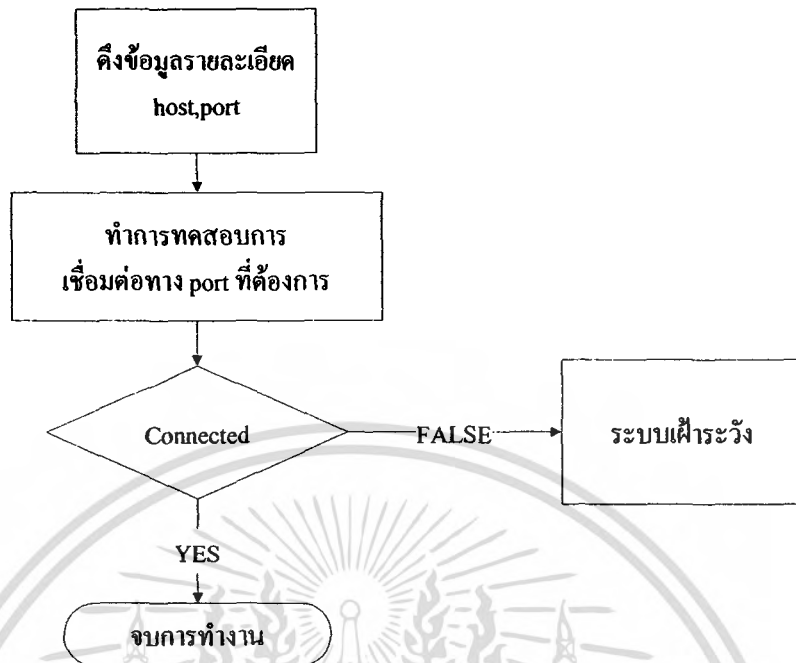 ดึงข้อมูลรายละเอียด
host,port
ทำการทดสอบการ
เชื่อมต่อทาง port ที่ต้องการ
Connected
FALSE
ระบบเฝ้าระวัง
YES
จบการทำงาน